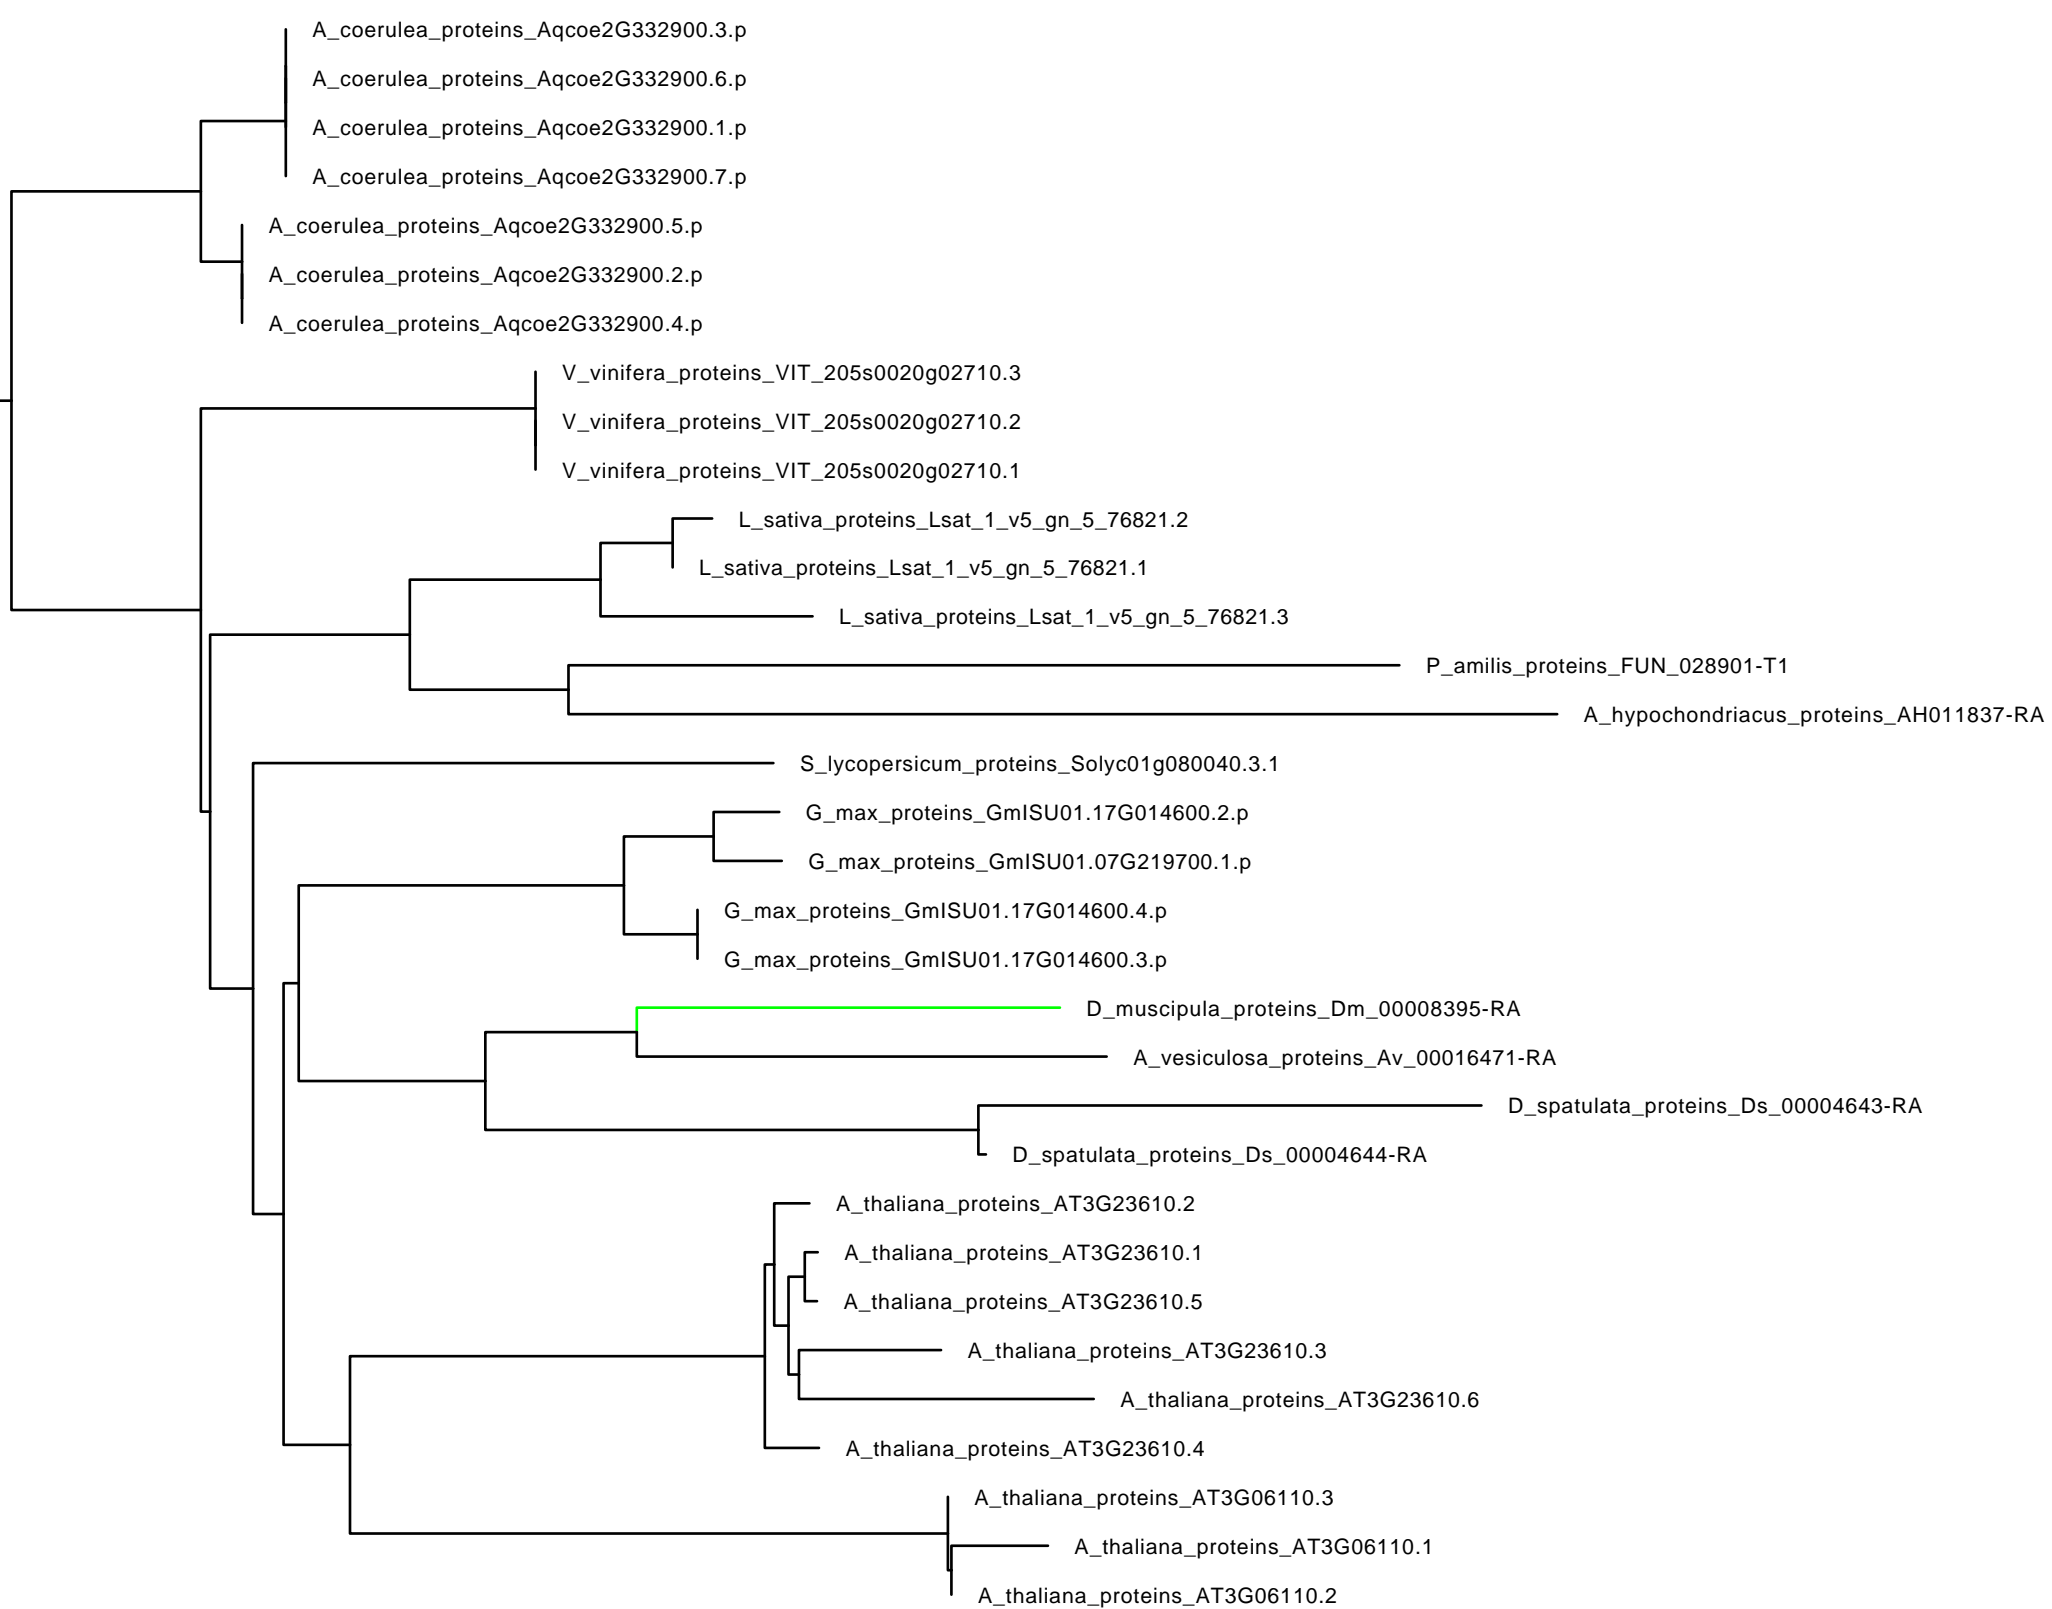 A_coerulea_proteins_Aqcoe2G332900.3.p
A_coerulea_proteins_Aqcoe2G332900.6.p
A_coerulea_proteins_Aqcoe2G332900.1.p
A_coerulea_proteins_Aqcoe2G332900.7.p
A_coerulea_proteins_Aqcoe2G332900.5.p
A_coerulea_proteins_Aqcoe2G332900.2.p
A_coerulea_proteins_Aqcoe2G332900.4.p
V_vinifera_proteins_VIT_205s0020g02710.3
V_vinifera_proteins_VIT_205s0020g02710.2
V_vinifera_proteins_VIT_205s0020g02710.1
L_sativa_proteins_Lsat_1_v5_gn_5_76821.2
L_sativa_proteins_Lsat_1_v5_gn_5_76821.1
L_sativa_proteins_Lsat_1_v5_gn_5_76821.3
P_amilis_proteins_FUN_028901-T1
A_hypochondriacus_proteins_AH011837-RA
S_lycopersicum_proteins_Solyc01g080040.3.1
G_max_proteins_GmISU01.17G014600.2.p
G_max_proteins_GmISU01.07G219700.1.p
G_max_proteins_GmISU01.17G014600.4.p
G_max_proteins_GmISU01.17G014600.3.p
D_muscipula_proteins_Dm_00008395-RA
A_vesiculosa_proteins_Av_00016471-RA
D_spatulata_proteins_Ds_00004643-RA
D_spatulata_proteins_Ds_00004644-RA
A_thaliana_proteins_AT3G23610.2
A_thaliana_proteins_AT3G23610.1
A_thaliana_proteins_AT3G23610.5
A_thaliana_proteins_AT3G23610.3
A_thaliana_proteins_AT3G23610.6
A_thaliana_proteins_AT3G23610.4
A_thaliana_proteins_AT3G06110.3
A_thaliana_proteins_AT3G06110.1
A_thaliana_proteins_AT3G06110.2